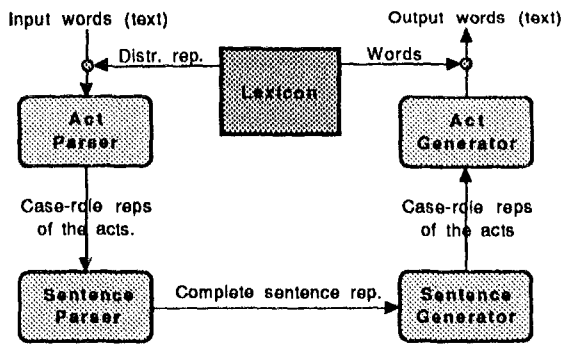 Input words (text)
Output words (text)
Distr. rep.
Words
Lexicon
Act
Parser
Act
Generator
Case-role reps
of the acts.
Case-role reps
of the acts
Sentence
Parser
Complete sentence rep.
Sentence
Generator